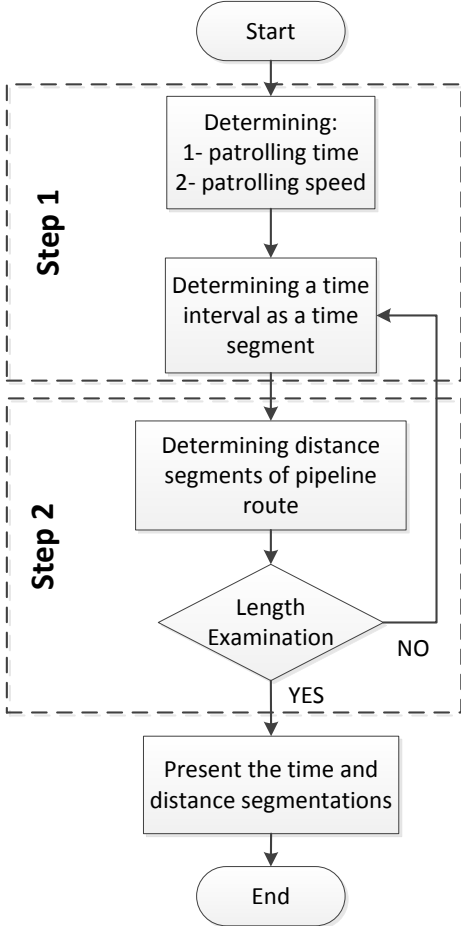 Start
Step 1
Determining:
1- patrolling time
2- patrolling speed
Determining a time
interval as a time
segment
Step 2
Determining distance
segments of pipeline
route
Length
Examination
NO
YES
Present the time and
distance segmentations
End